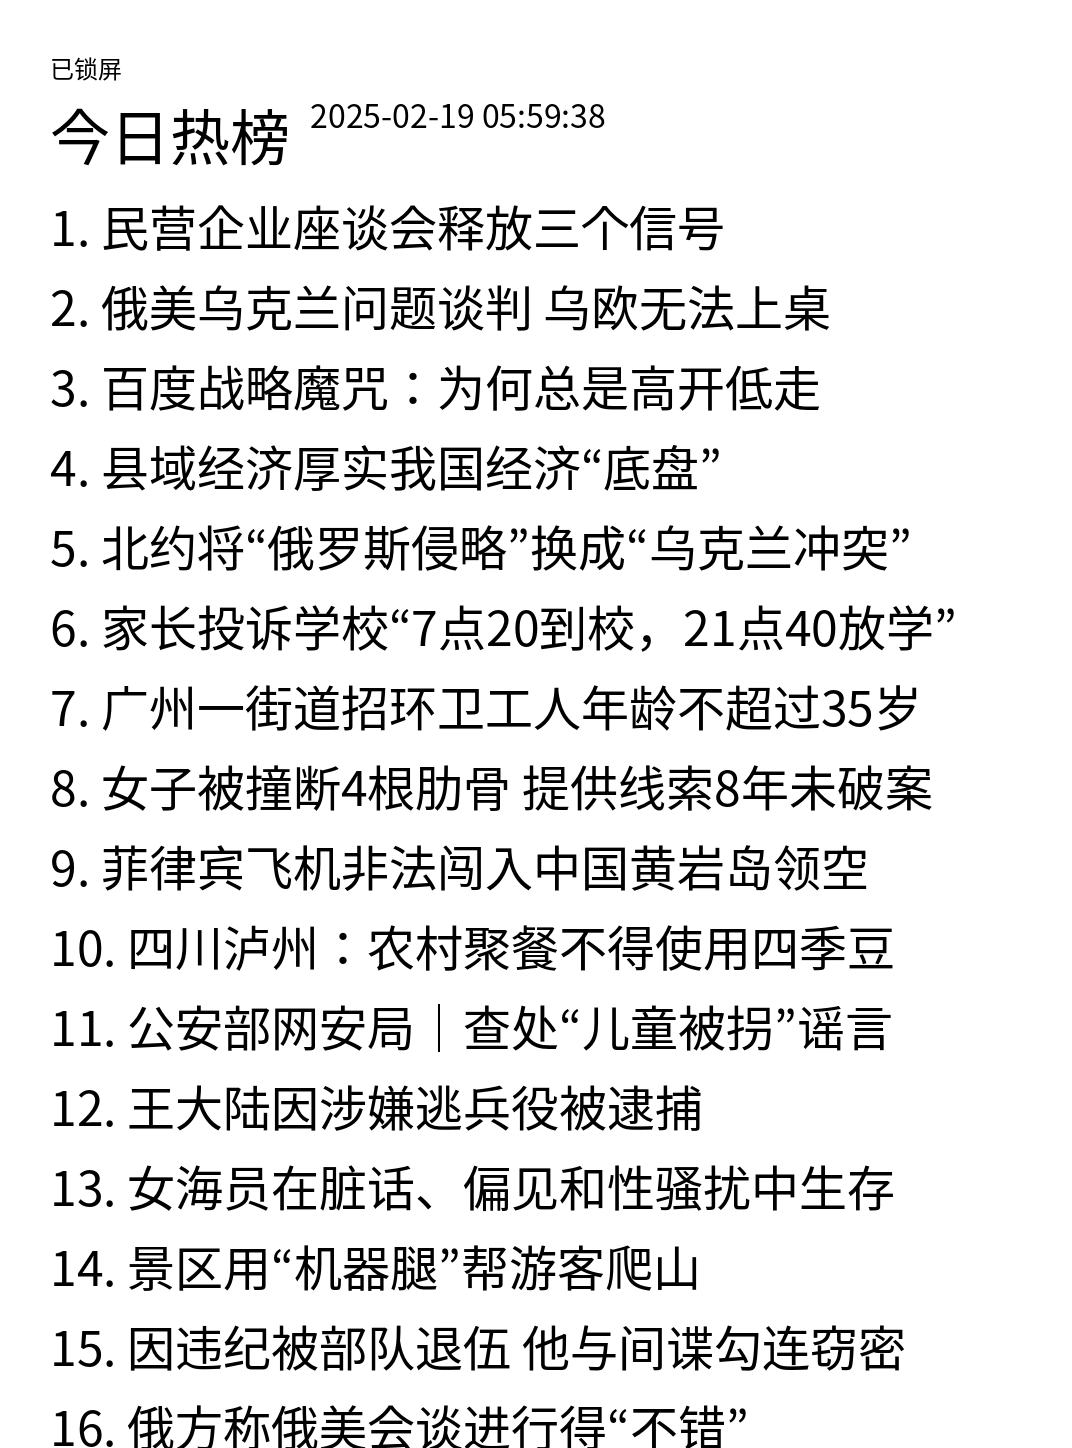 已锁屏
今日热榜 2025-02-19 05:59:38
1. 民营企业座谈会释放三个信号
2. 俄美乌克兰问题谈判 乌欧无法上桌
3. 百度战略魔咒：为何总是高开低走
4. 县域经济厚实我国经济“底盘”
5. 北约将“俄罗斯侵略”换成“乌克兰冲突”
6. 家长投诉学校“7点20到校，21点40放学”
7. 广州一街道招环卫工人年龄不超过35岁
8. 女子被撞断4根肋骨 提供线索8年未破案
9. 菲律宾飞机非法闯入中国黄岩岛领空
10. 四川泸州：农村聚餐不得使用四季豆
11. 公安部网安局｜查处“儿童被拐”谣言
12. 王大陆因涉嫌逃兵役被逮捕
13. 女海员在脏话、偏见和性骚扰中生存
14. 景区用“机器腿”帮游客爬山
15. 因违纪被部队退伍 他与间谍勾连窃密
16. 俄方称俄美会谈进行得“不错”